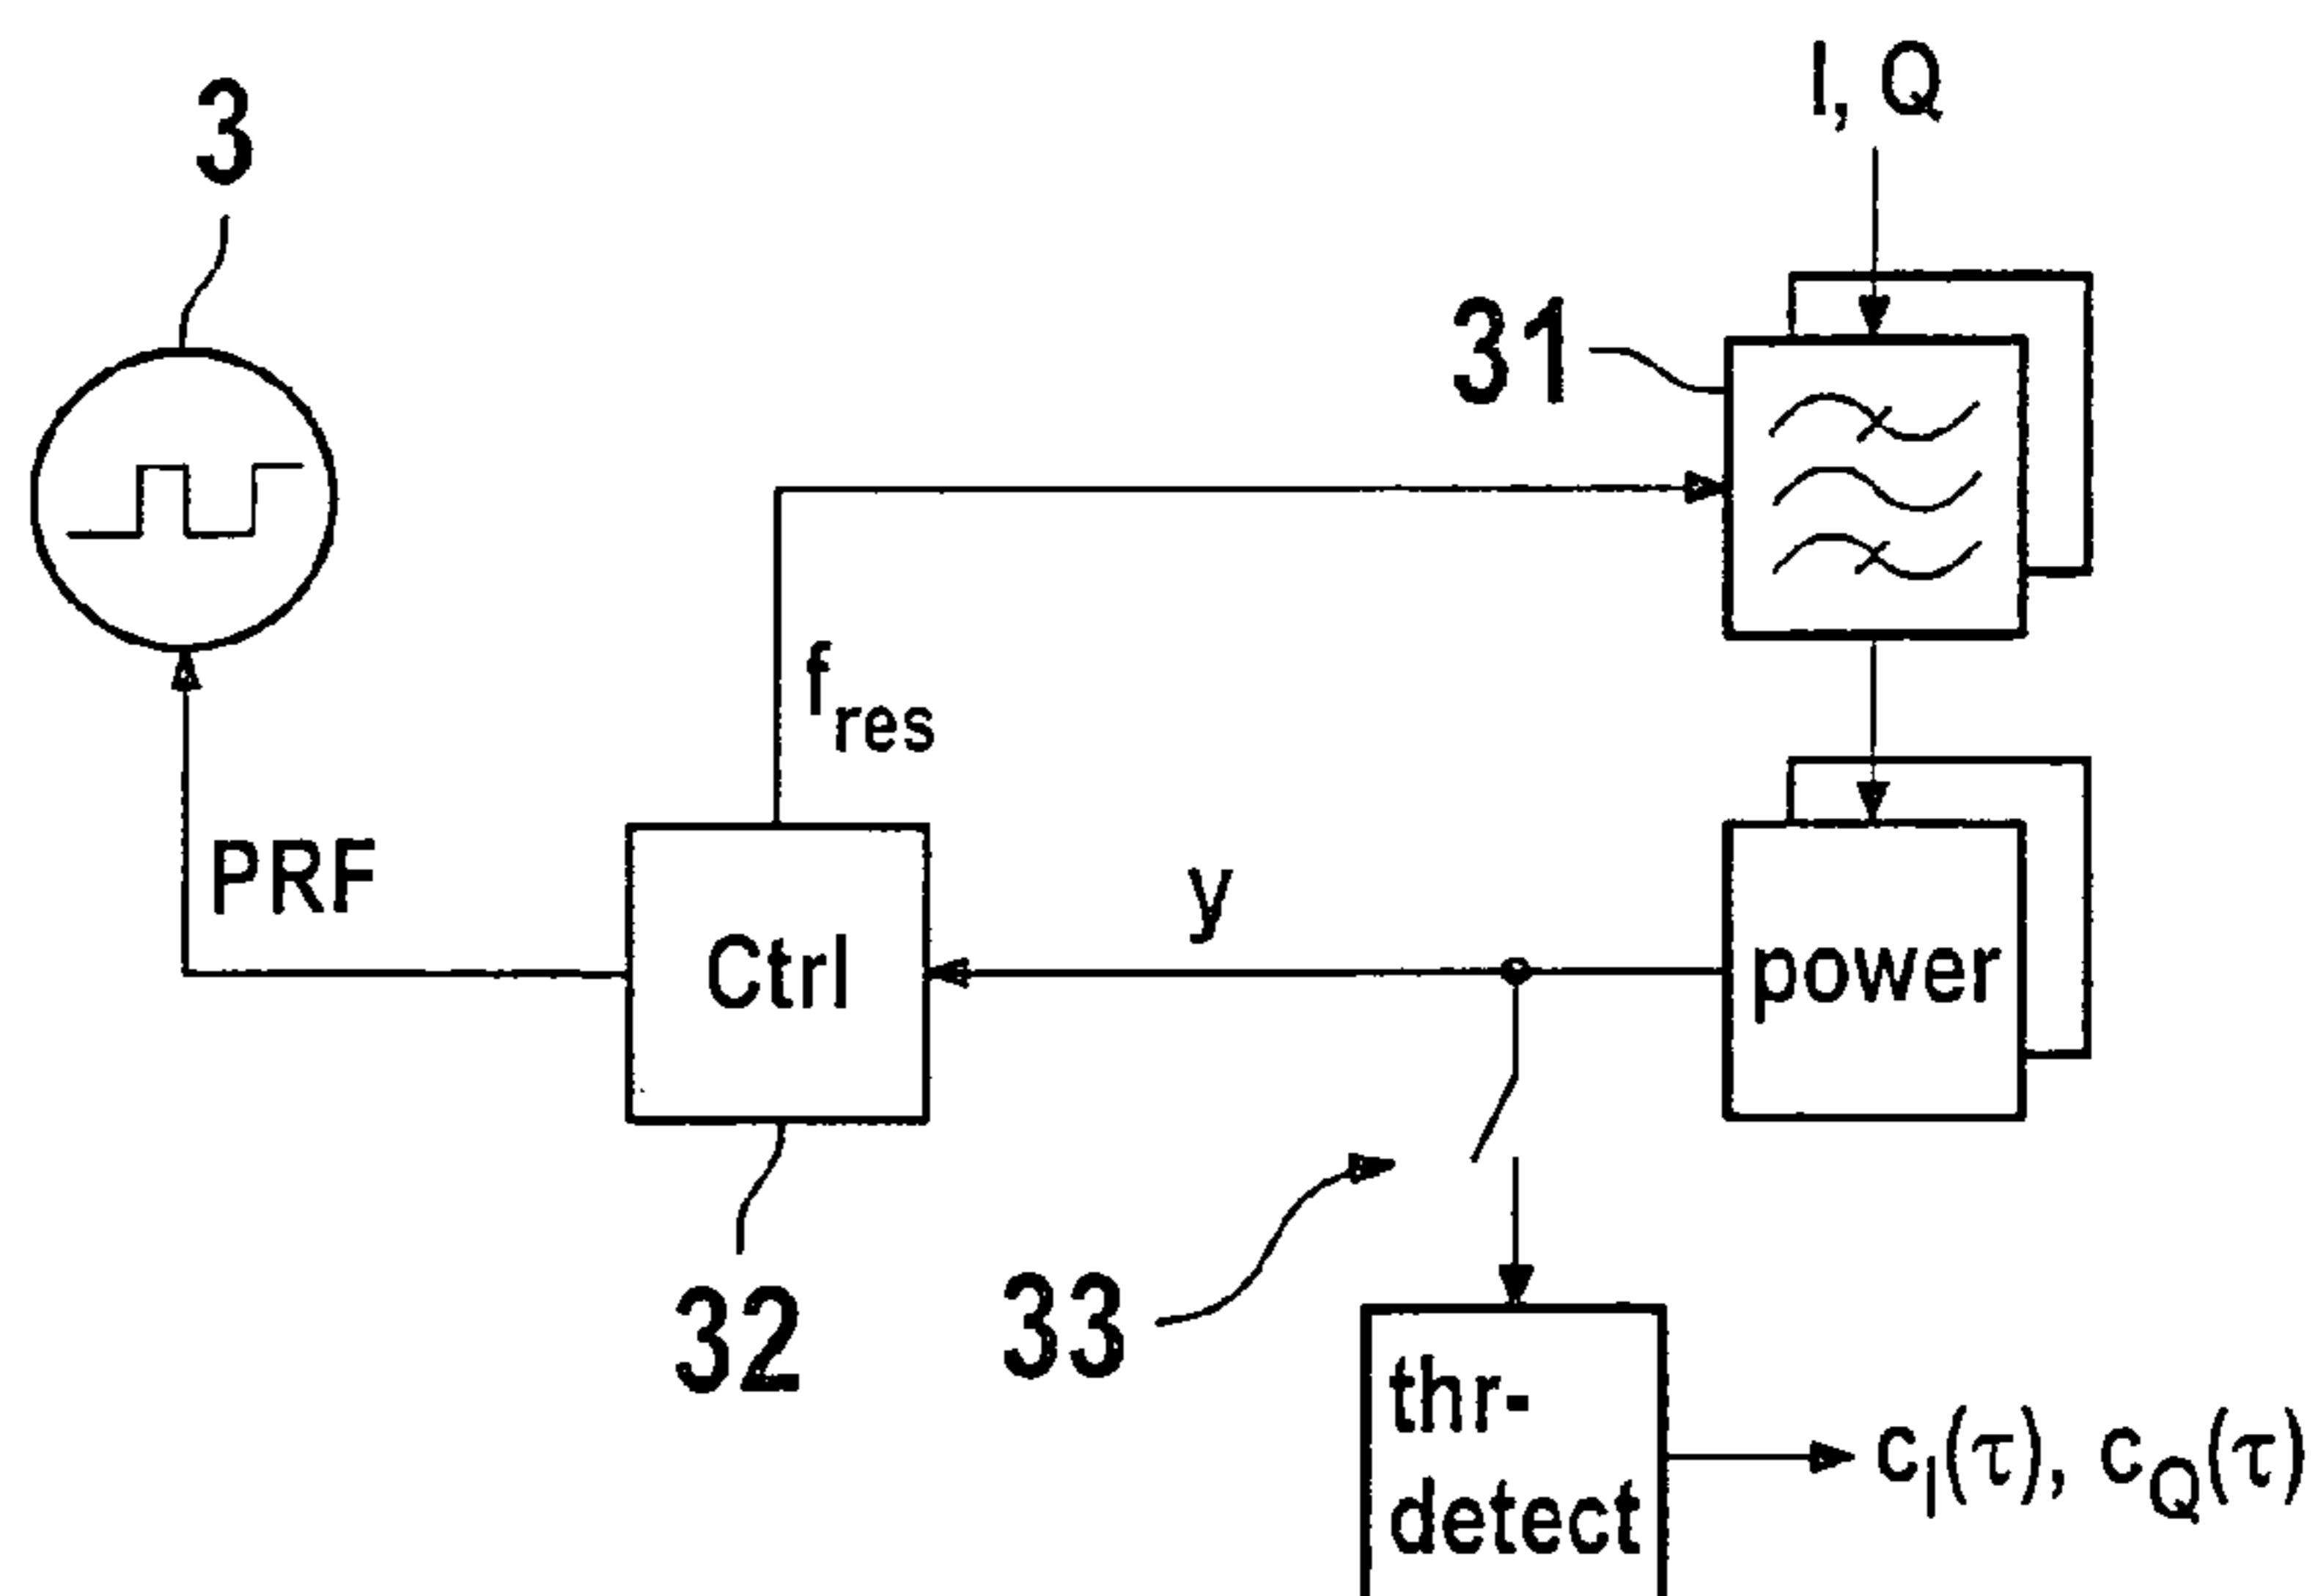 3
I, Q
31
f_res
PRF
y
Ctrl
power
32
33
thr-
detect
c_I(τ), c_Q(τ)